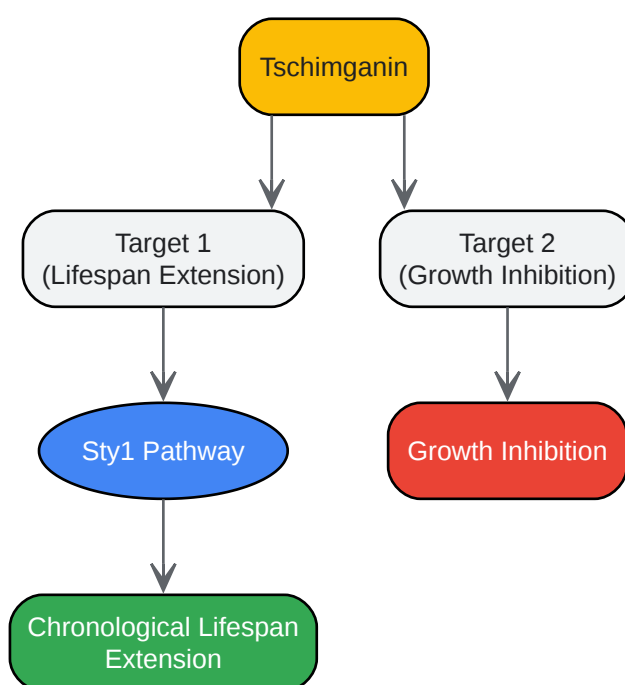 Tschimganin
Target 1
(Lifespan Extension)
Target 2
(Growth Inhibition)
Sty1 Pathway
Growth Inhibition
Chronological Lifespan
Extension